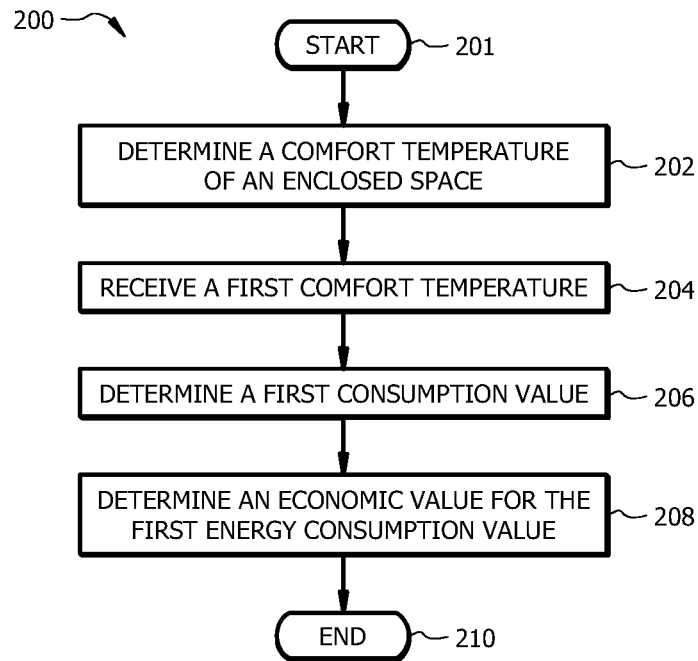 200
START
201
DETERMINE A COMFORT TEMPERATURE
OF AN ENCLOSED SPACE
202
RECEIVE A FIRST COMFORT TEMPERATURE
204
DETERMINE A FIRST CONSUMPTION VALUE
206
DETERMINE AN ECONOMIC VALUE FOR THE
FIRST ENERGY CONSUMPTION VALUE
208
END
210